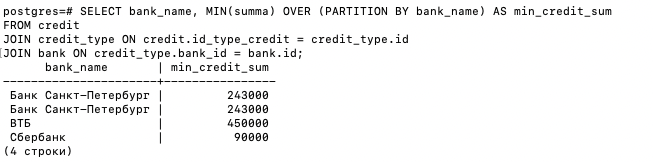 postgres=# SELECT bank_name, MIN(summa) OVER (PARTITION BY bank_name) AS min_credit_sum
FROM credit
JOIN credit_type ON credit.id_type_credit = credit_type.id
JOIN bank ON credit_type.bank_id = bank.id;
      bank_name       | min_credit_sum
----------------------+----------------
 Банк Санкт-Петербург |         243000
 Банк Санкт-Петербург |         243000
 ВТБ                  |         450000
 Сбербанк             |          90000
(4 строки)